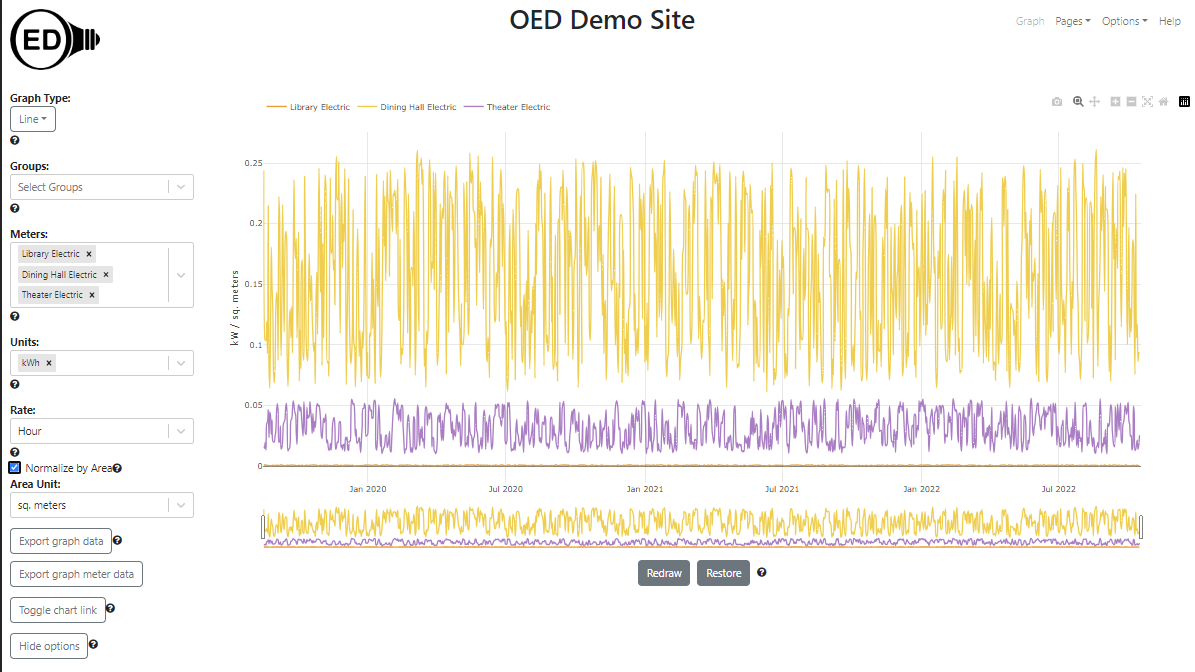 ED
OED Demo Site
Graph Pages Options Help
Graph Type:
Line
Groups:
Select Groups
Meters:
Library Electric ×
Dining Hall Electric ×
Theater Electric ×
Units:
kWh ×
Rate:
Hour
Normalize by Area
Area Unit:
sq. meters
Export graph data
Export graph meter data
Toggle chart link
Hide options
Library Electric Dining Hall Electric Theater Electric
kW / sq. meters
0.25
0.2
0.15
0.1
0.05
0
Jan 2020 Jul 2020 Jan 2021 Jul 2021 Jan 2022 Jul 2022
Redraw Restore